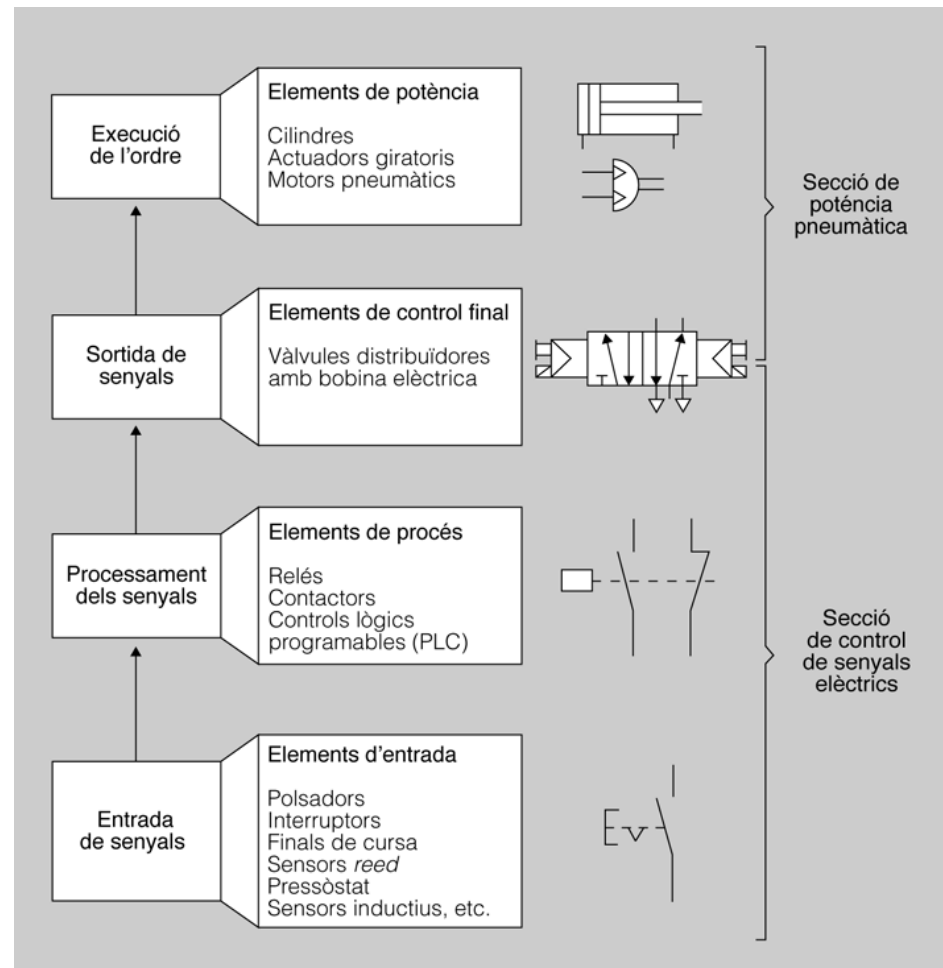 Execució
de l’ordre
Elements de potència
Cilindres
Actuadors giratoris
Motors pneumàtics
Secció de
poténcia
pneumàtica
Sortida de
senyals
Elements de control final
Vàlvules distribuïdores
amb bobina elèctrica
Processament
dels senyals
Elements de procés
Relés
Contactors
Controls lògics
programables (PLC)
Secció
de control
de senyals
elèctrics
Entrada
de senyals
Elements d’entrada
Polsadors
Interruptors
Finals de cursa
Sensors reed
Pressòstat
Sensors inductius, etc.